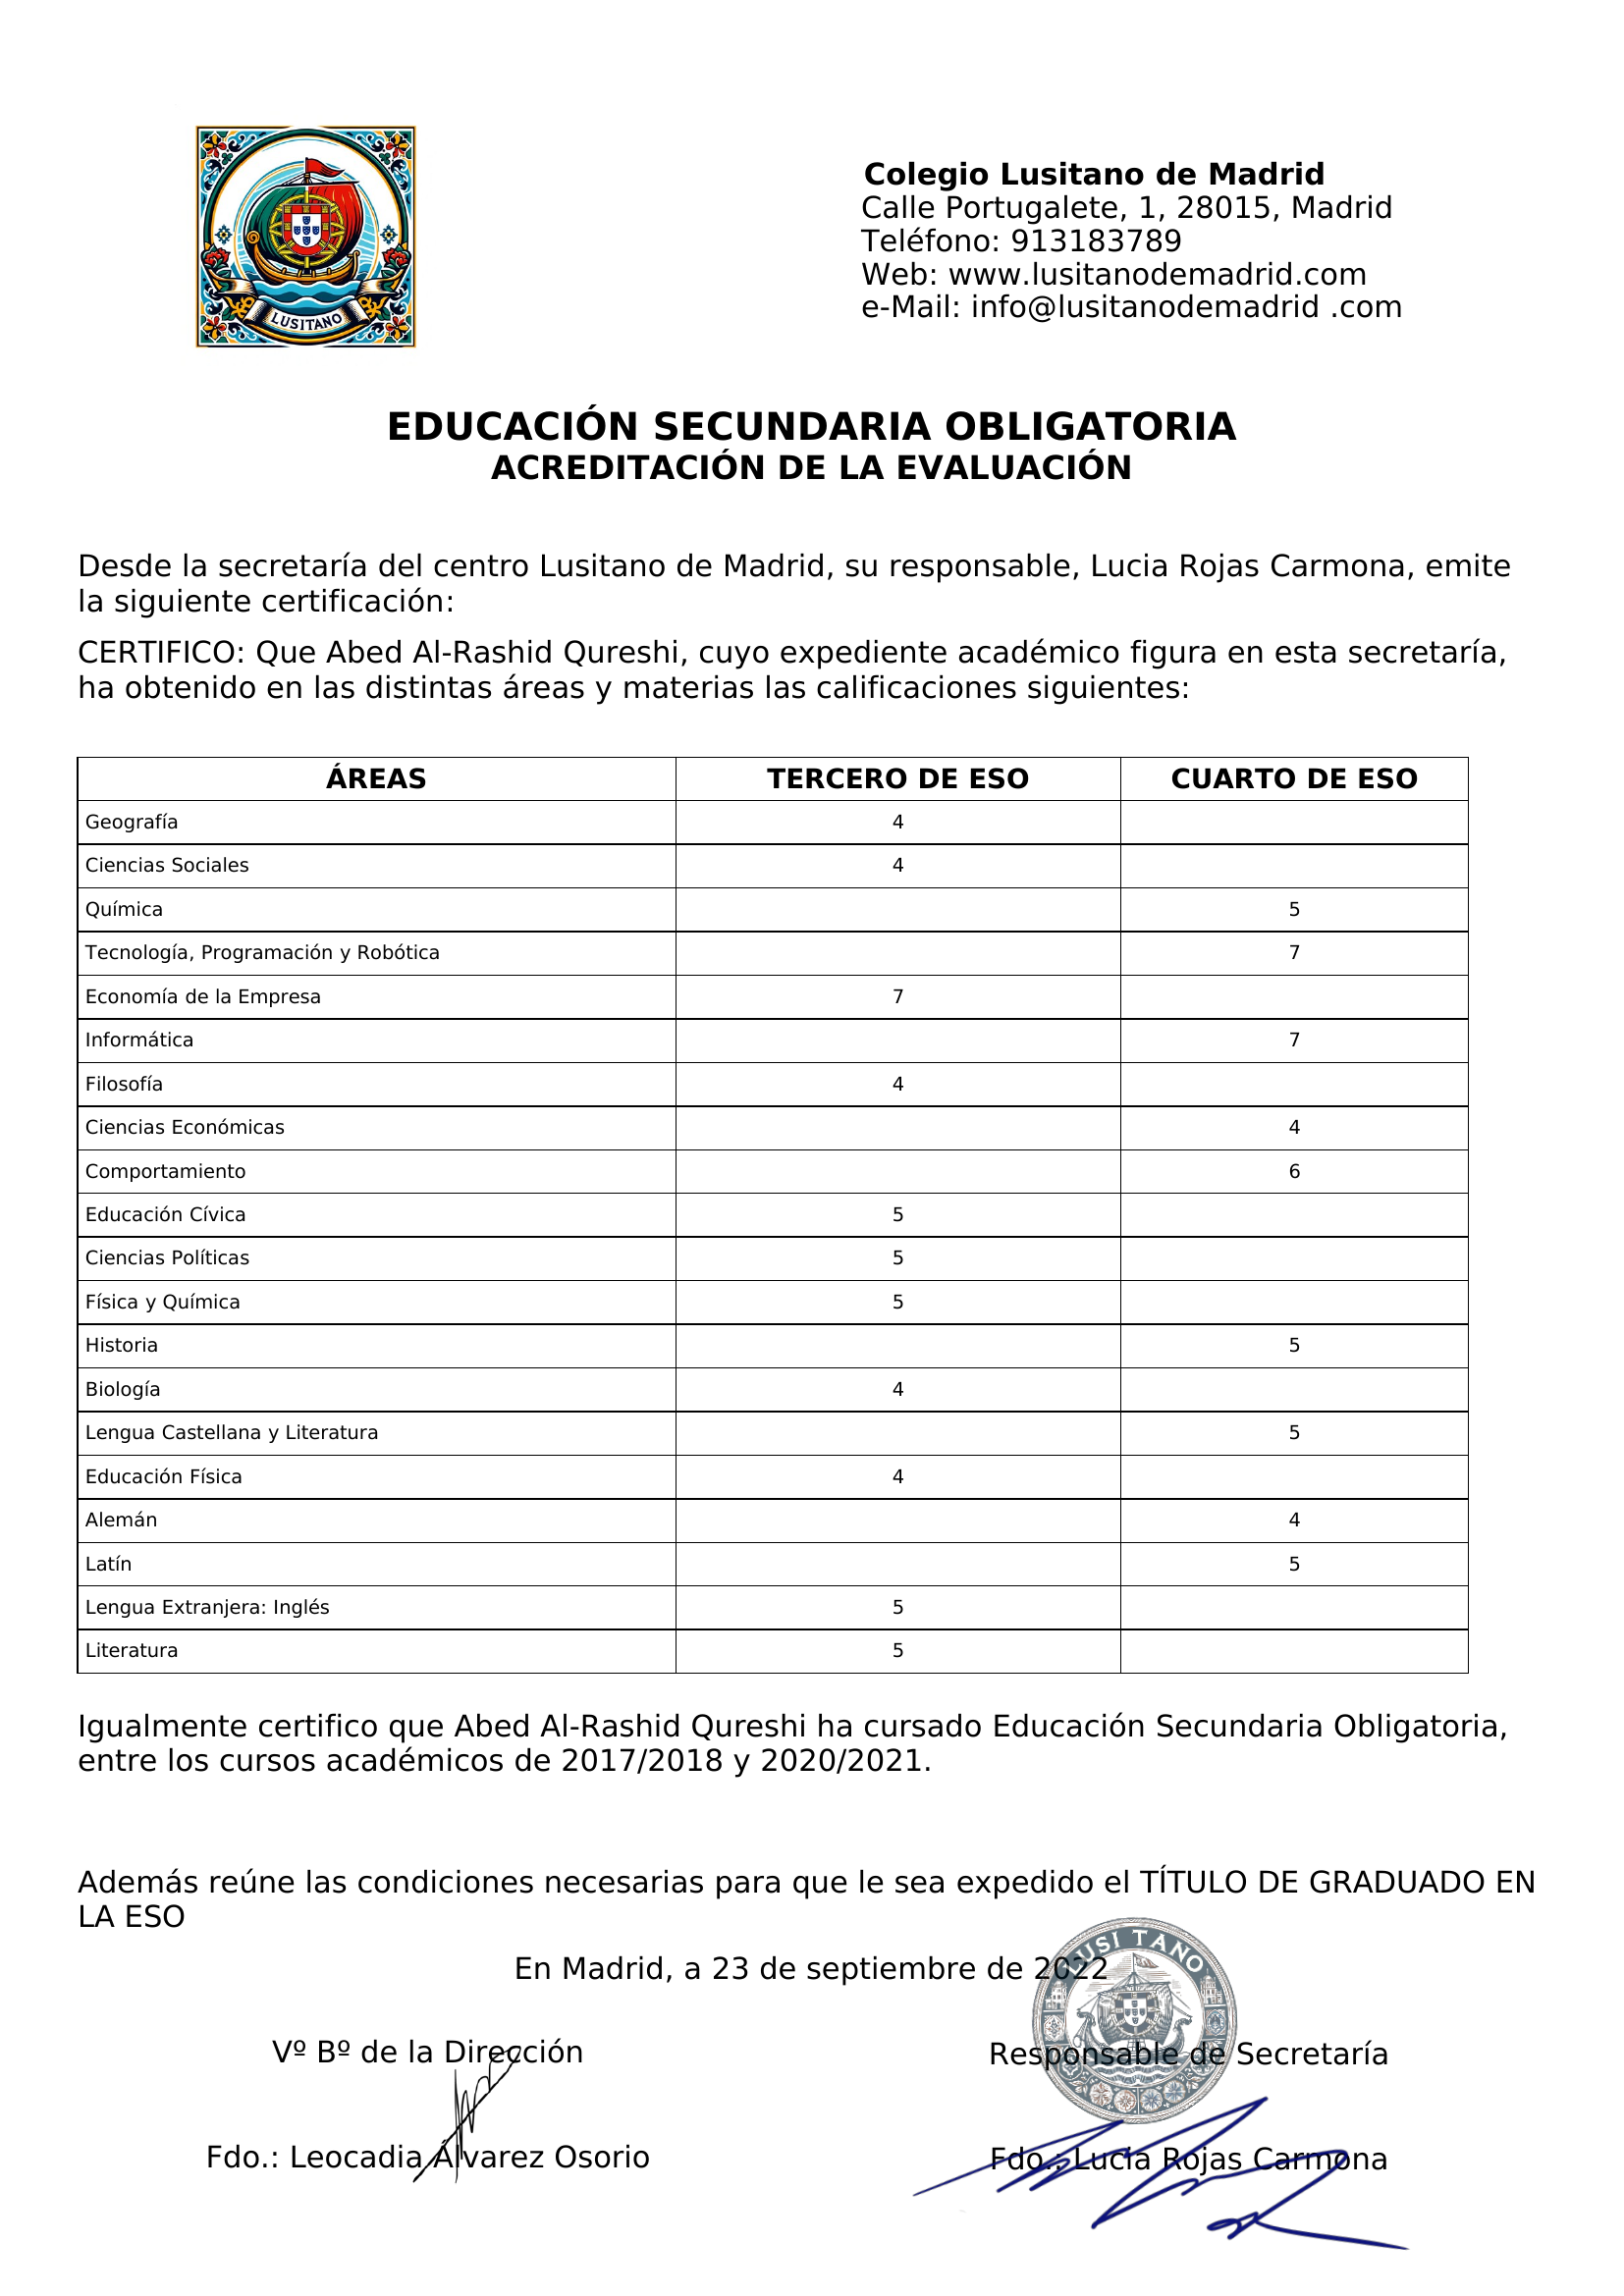 LUSITANO
Colegio Lusitano de Madrid
Calle Portugalete, 1, 28015, Madrid
Teléfono: 913183789
Web: www.lusitanodemadrid.com
e-Mail: info@lusitanodemadrid .com
EDUCACIÓN SECUNDARIA OBLIGATORIA
ACREDITACIÓN DE LA EVALUACIÓN
Desde la secretaría del centro Lusitano de Madrid, su responsable, Lucia Rojas Carmona, emite
la siguiente certificación:
CERTIFICO: Que Abed Al-Rashid Qureshi, cuyo expediente académico figura en esta secretaría,
ha obtenido en las distintas áreas y materias las calificaciones siguientes:
ÁREAS TERCERO DE ESO CUARTO DE ESO
Geografía 4
Ciencias Sociales 4
Química 5
Tecnología, Programación y Robótica 7
Economía de la Empresa 7
Informática 7
Filosofía 4
Ciencias Económicas 4
Comportamiento 6
Educación Cívica 5
Ciencias Políticas 5
Física y Química 5
Historia 5
Biología 4
Lengua Castellana y Literatura 5
Educación Física 4
Alemán 4
Latín 5
Lengua Extranjera: Inglés 5
Literatura 5
Igualmente certifico que Abed Al-Rashid Qureshi ha cursado Educación Secundaria Obligatoria,
entre los cursos académicos de 2017/2018 y 2020/2021.
Además reúne las condiciones necesarias para que le sea expedido el TÍTULO DE GRADUADO EN
LA ESO
LUSI TANO
En Madrid, a 23 de septiembre de 2022
Vº Bº de la Dirección Responsable de Secretaría
Fdo.: Leocadia Álvarez Osorio Fdo.: Lucia Rojas Carmona